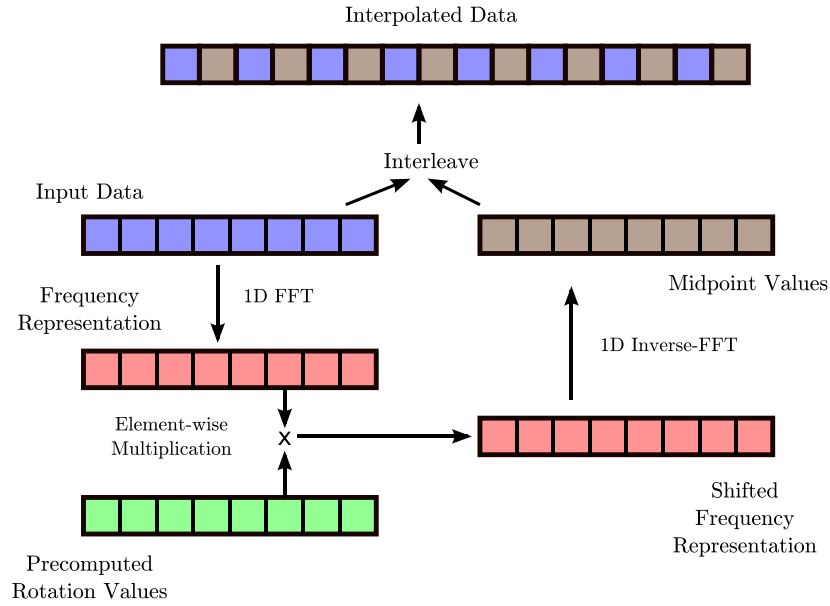 Interpolated Data
Interleave
Input Data
Midpoint Values
Frequency
Representation
1D FFT
1D Inverse-FFT
Element-wise
Multiplication
x
Shifted
Frequency
Representation
Precomputed
Rotation Values